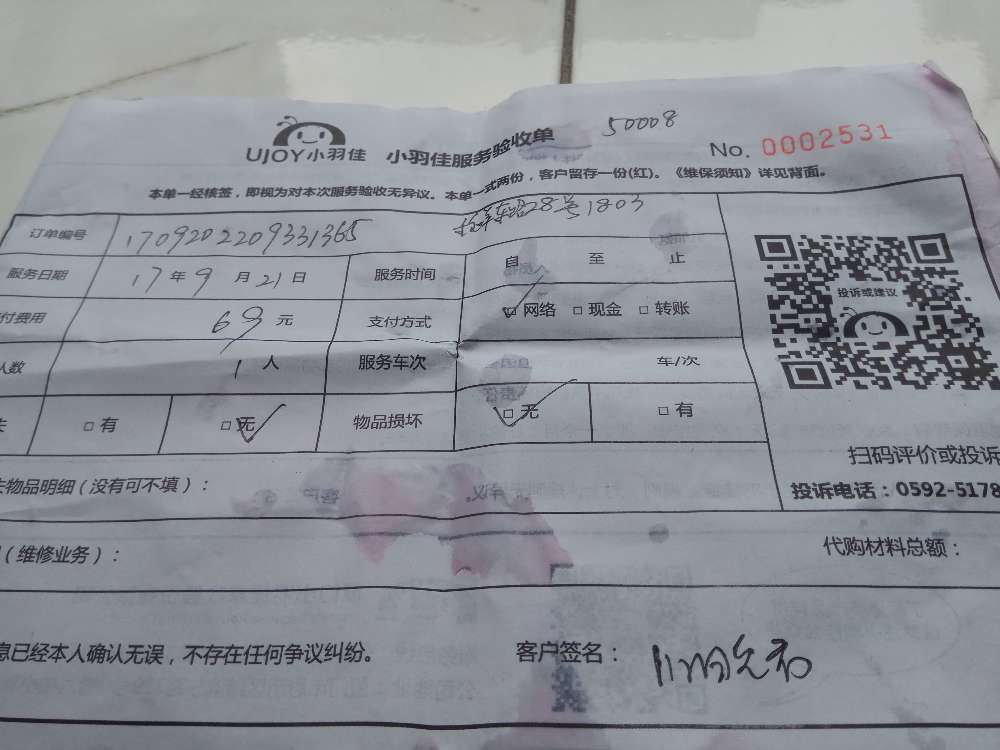 UJOY小羽佳 小羽佳服务验收单 50008
No. 0002531
本单一经核签，即视为对本次服务验收无异议。本单一式两份，客户留存一份(红)。《维保须知》详见背面。
订单编号 1709202209331365 28号1803
服务日期 17年9月21日 服务时间 自 至 止
付费用 69元 支付方式 网络 现金 转账
投诉或建议
人数 1人 服务车次 车/次
有 无 物品损坏 无 有
扫码评价或投诉
物品明细(没有可不填)：
投诉电话：0592-5178
(维修业务)：
代购材料总额：
息已经本人确认无误，不存在任何争议纠纷。 客户签名：